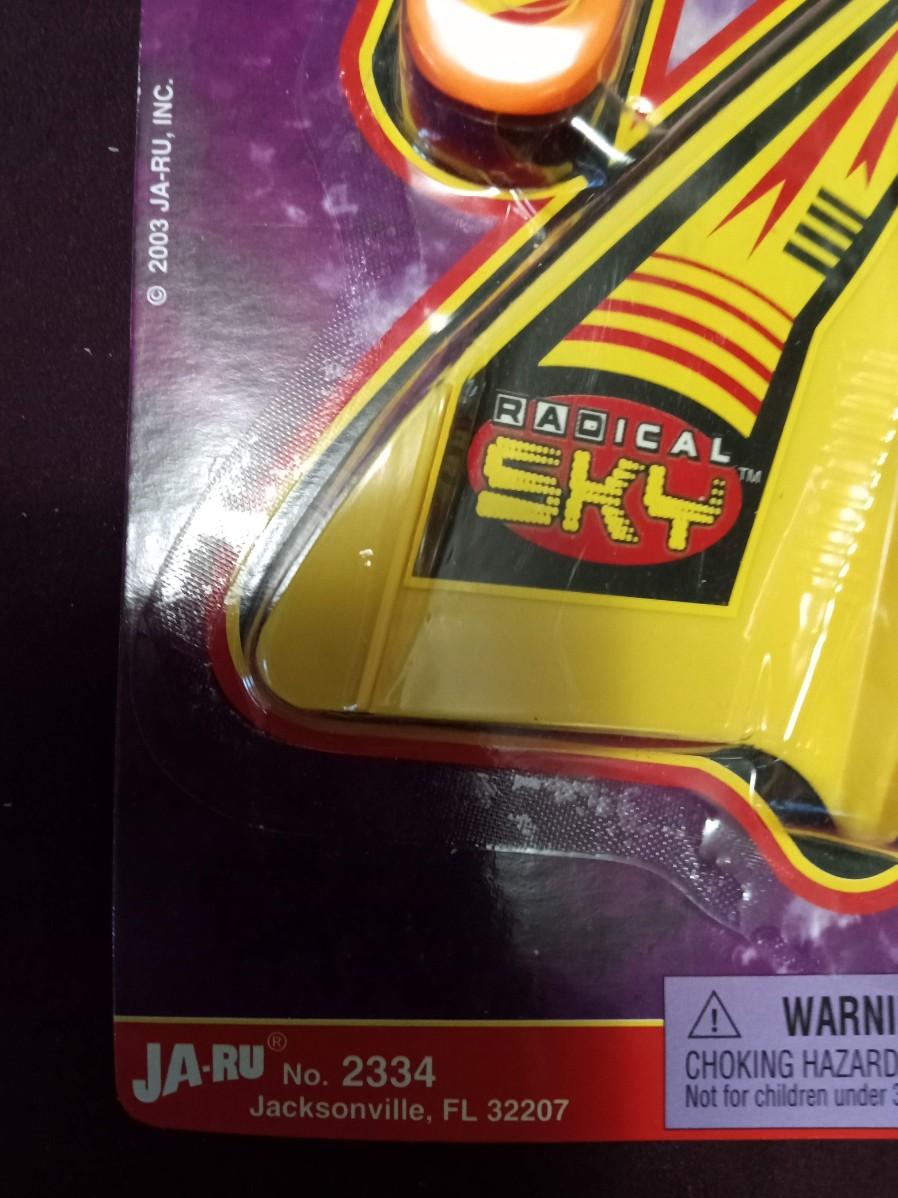 © 2003 JA-RU, INC.
RADICAL
SKY™
WARNI
CHOKING HAZARD
Not for children under 3
JA-RU® No. 2334
Jacksonville, FL 32207